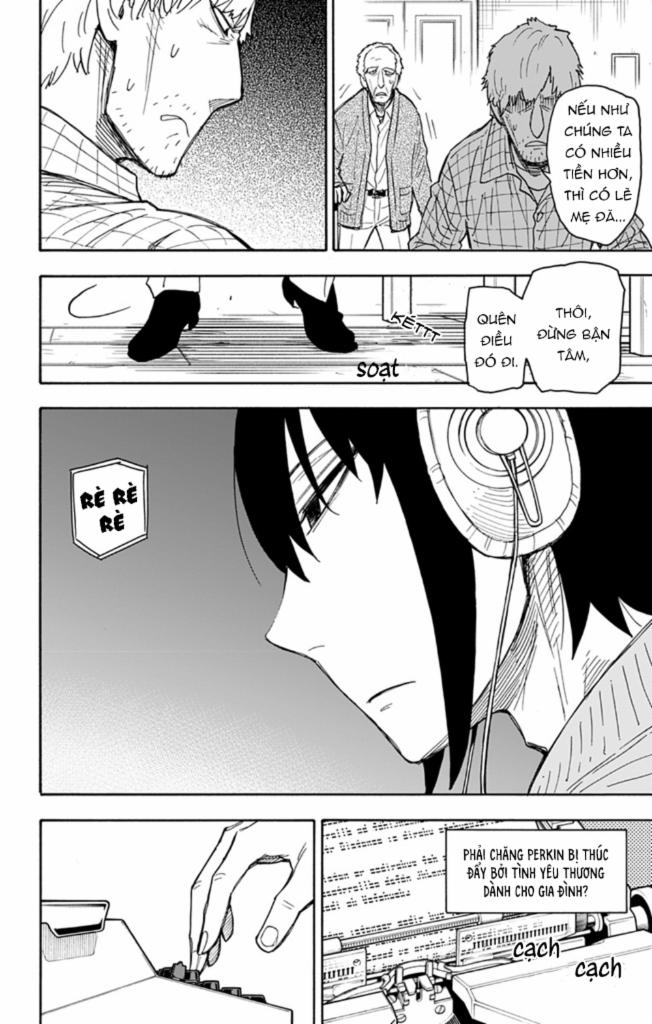 NẾU NHƯ
CHÚNG TA
CÓ NHIỀU
TIỀN HƠN,
THÌ CÓ LẼ
MẸ ĐÃ...
THÔI,
ĐỪNG BẬN
TÂM,
QUÊN
ĐIỀU
ĐÓ ĐI.
KÉTTT
soạt
RÈ RÈ
RÈ
PHẢI CHĂNG PERKIN BỊ THÚC
ĐẨY BỞI TÌNH YÊU THƯƠNG
DÀNH CHO GIA ĐÌNH?
cạch
cạch